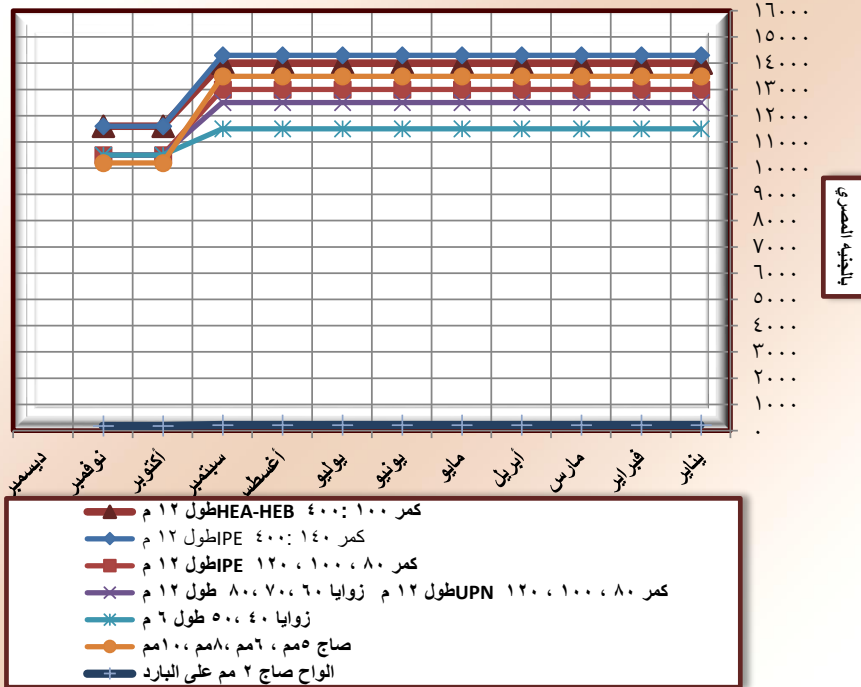 ١٦٠٠٠
١٥٠٠٠
١٤٠٠٠
١٣٠٠٠
١٢٠٠٠
١١٠٠٠
١٠٠٠٠
٩٠٠٠
٨٠٠٠
٧٠٠٠
٦٠٠٠
٥٠٠٠
٤٠٠٠
٣٠٠٠
٢٠٠٠
١٠٠٠
٠
بالجنيه المصري
يناير
فبراير
مارس
أبريل
مايو
يونيو
يوليو
أغسطس
سبتمبر
أكتوبر
نوفمبر
ديسمبر
كمر ١٠٠ :٤٠٠ HEA-HEB طول ١٢ م
كمر ١٤٠ :٤٠٠ IPE طول ١٢ م
كمر ٨٠ ، ١٠٠ ، ١٢٠ IPE طول ١٢ م
كمر ٨٠ ، ١٠٠ ، ١٢٠ UPN طول ١٢ م زوايا ٦٠ ،٧٠ ،٨٠ طول ١٢ م
زوايا ٤٠ ،٥٠ طول ٦ م
صاج ٥مم ، ٦مم ،٨مم ،١٠مم
الواح صاج ٢ مم على البارد